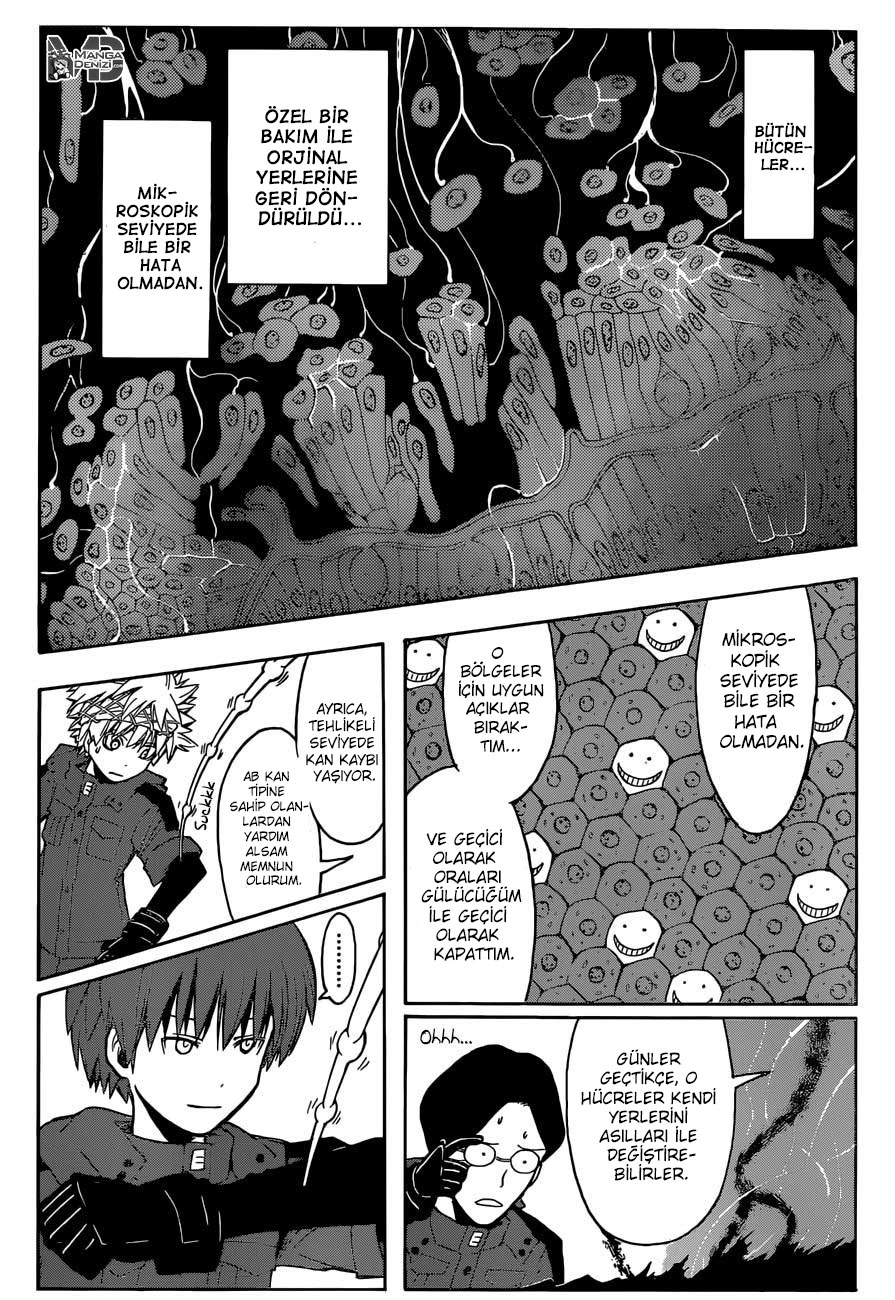 MANGA
DENİZİ.com
BÜTÜN
HÜCRE-
LER...
ÖZEL BİR
BAKIM İLE
ORJİNAL
YERLERİNE
GERİ DÖN-
DÜRÜLDÜ...
MİK-
ROSKOPİK
SEVİYEDE
BİLE BİR
HATA
OLMADAN.
MİKROS-
KOPİK
SEVİYEDE
BİLE BİR
HATA
OLMADAN.
O
BÖLGELER
İÇİN UYGUN
AÇIKLAR
BIRAK-
TIM...
VE GEÇİCİ
OLARAK
ORALARI
GÜLÜCÜĞÜM
İLE GEÇİCİ
OLARAK
KAPATTIM.
AYRICA,
TEHLİKELİ
SEVİYEDE
KAN KAYBI
YAŞIYOR.
AB KAN
TİPİNE
SAHİP OLAN-
LARDAN
YARDIM
ALSAM
MEMNUN
OLURUM.
Suckkk
E
GÜNLER
GEÇTİKÇE, O
HÜCRELER KENDİ
YERLERİNİ
ASILLARI İLE
DEĞİŞTİRE-
BİLİRLER.
Ohhh...
.......
E